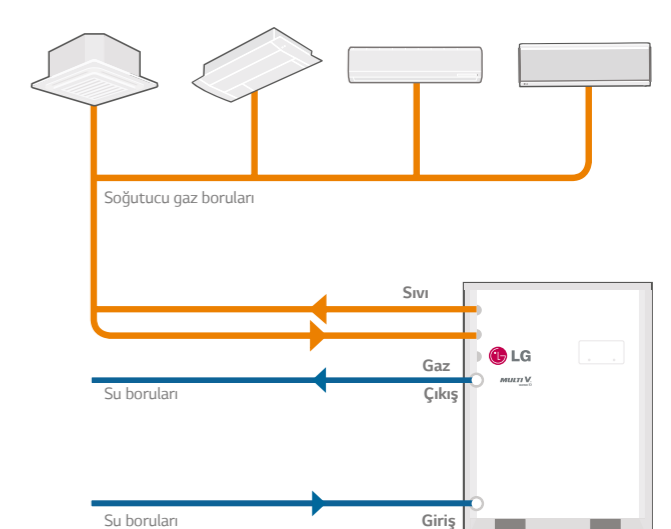 Soğutucu gaz boruları
Sıvı
LG
Gaz
MULTI V
Su boruları
Çıkış
Su boruları
Giriş